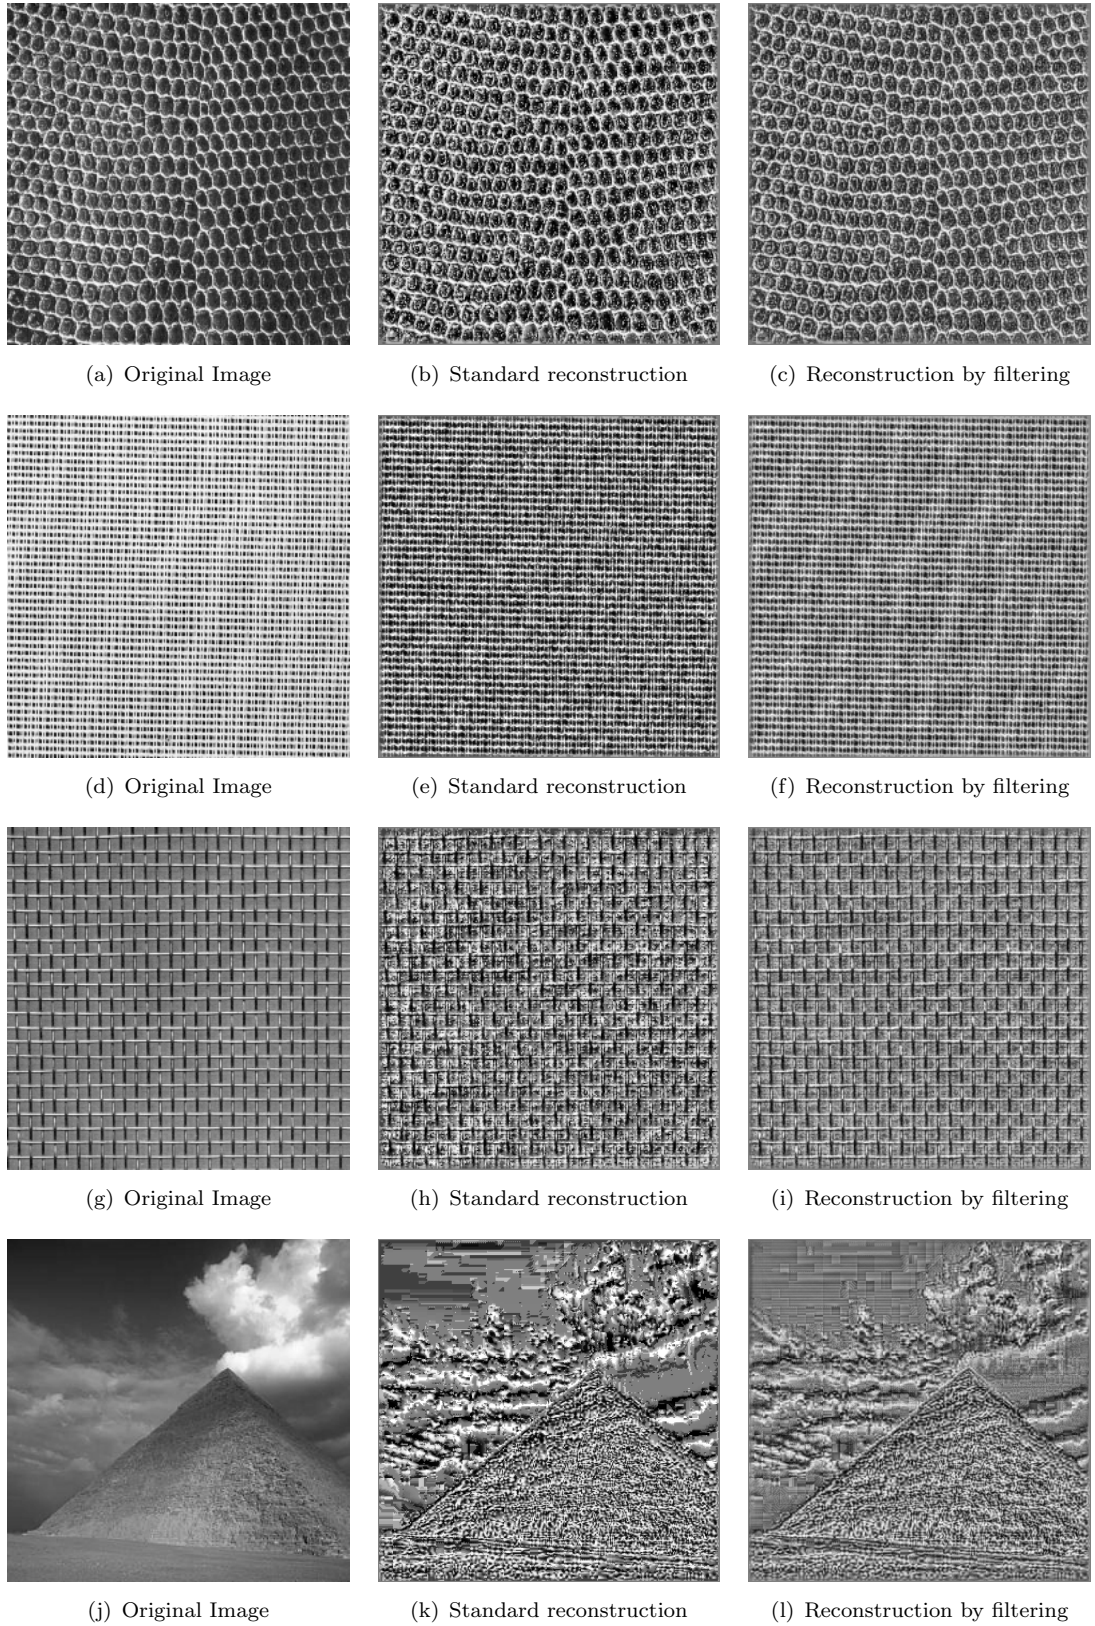 (a) Original Image
(b) Standard reconstruction
(c) Reconstruction by filtering
(d) Original Image
(e) Standard reconstruction
(f) Reconstruction by filtering
(g) Original Image
(h) Standard reconstruction
(i) Reconstruction by filtering
(j) Original Image
(k) Standard reconstruction
(l) Reconstruction by filtering